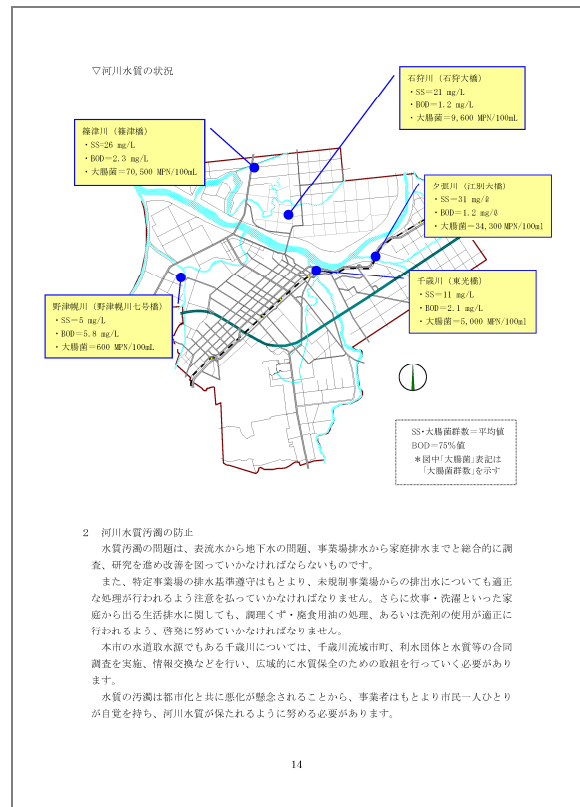 ▽河川水質の状況
石狩川（石狩大橋）
・SS=21 mg/L
・BOD=1.2 mg/L
・大腸菌=9,600 MPN/100mL
篠津川（篠津橋）
・SS=26 mg/L
・BOD=2.3 mg/L
・大腸菌=70,500 MPN/100mL
夕張川（江別大橋）
・SS=31 mg/ℓ
・BOD=1.2 mg/ℓ
・大腸菌=34,300 MPN/100ml
千歳川（東光橋）
・SS=11 mg/L
・BOD=2.1 mg/L
・大腸菌=5,000 MPN/100ml
野津幌川（野津幌川七号橋）
・SS=5 mg/L
・BOD=5.8 mg/L
・大腸菌=600 MPN/100mL
SS・大腸菌群数=平均値
BOD=75%値
＊図中「大腸菌」表記は
「大腸菌群数」を示す
2　河川水質汚濁の防止
水質汚濁の問題は、表流水から地下水の問題、事業場排水から家庭排水までと総合的に調
査、研究を進め改善を図っていかなければならないものです。
また、特定事業場の排水基準遵守はもとより、未規制事業場からの排出水についても適正
な処理が行われるよう注意を払っていかなければなりません。さらに炊事・洗濯といった家
庭から出る生活排水に関しても、調理くず・廃食用油の処理、あるいは洗剤の使用が適正に
行われるよう、啓発に努めていかなければなりません。
本市の水道取水源でもある千歳川については、千歳川流域市町、利水団体と水質等の合同
調査を実施、情報交換などを行い、広域的に水質保全のための取組を行っていく必要があり
ます。
水質の汚濁は都市化と共に悪化が懸念されることから、事業者はもとより市民一人ひとり
が自覚を持ち、河川水質が保たれるように努める必要があります。
14